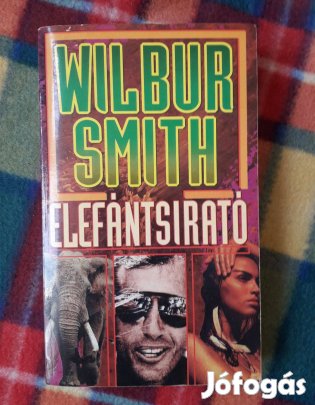 WILBUR
SMITH
ELEFÁNTSIRATÓ
Jófogás